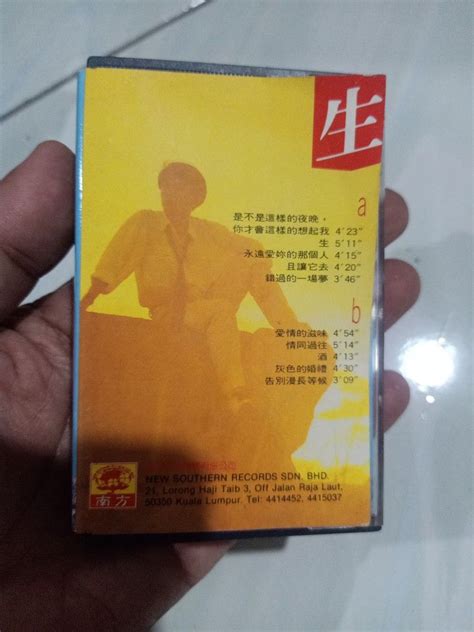 生
a
是不是這樣的夜晚，
你才會這樣的想起我 4'23"
生 5'11"
永遠愛妳的那個人 4'15"
且讓它去 4'20"
錯過的一場夢 3'46"
b
愛情的滋味 4'54"
情同過往 5'14"
酒 4'13"
灰色的婚禮 4'30"
告別漫長等候 3'09"
南方
NEW SOUTHERN RECORDS SDN. BHD.
21, Lorong Haji Taib 3, Off Jalan Raja Laut,
50350 Kuala Lumpur. Tel: 4414452, 4415037